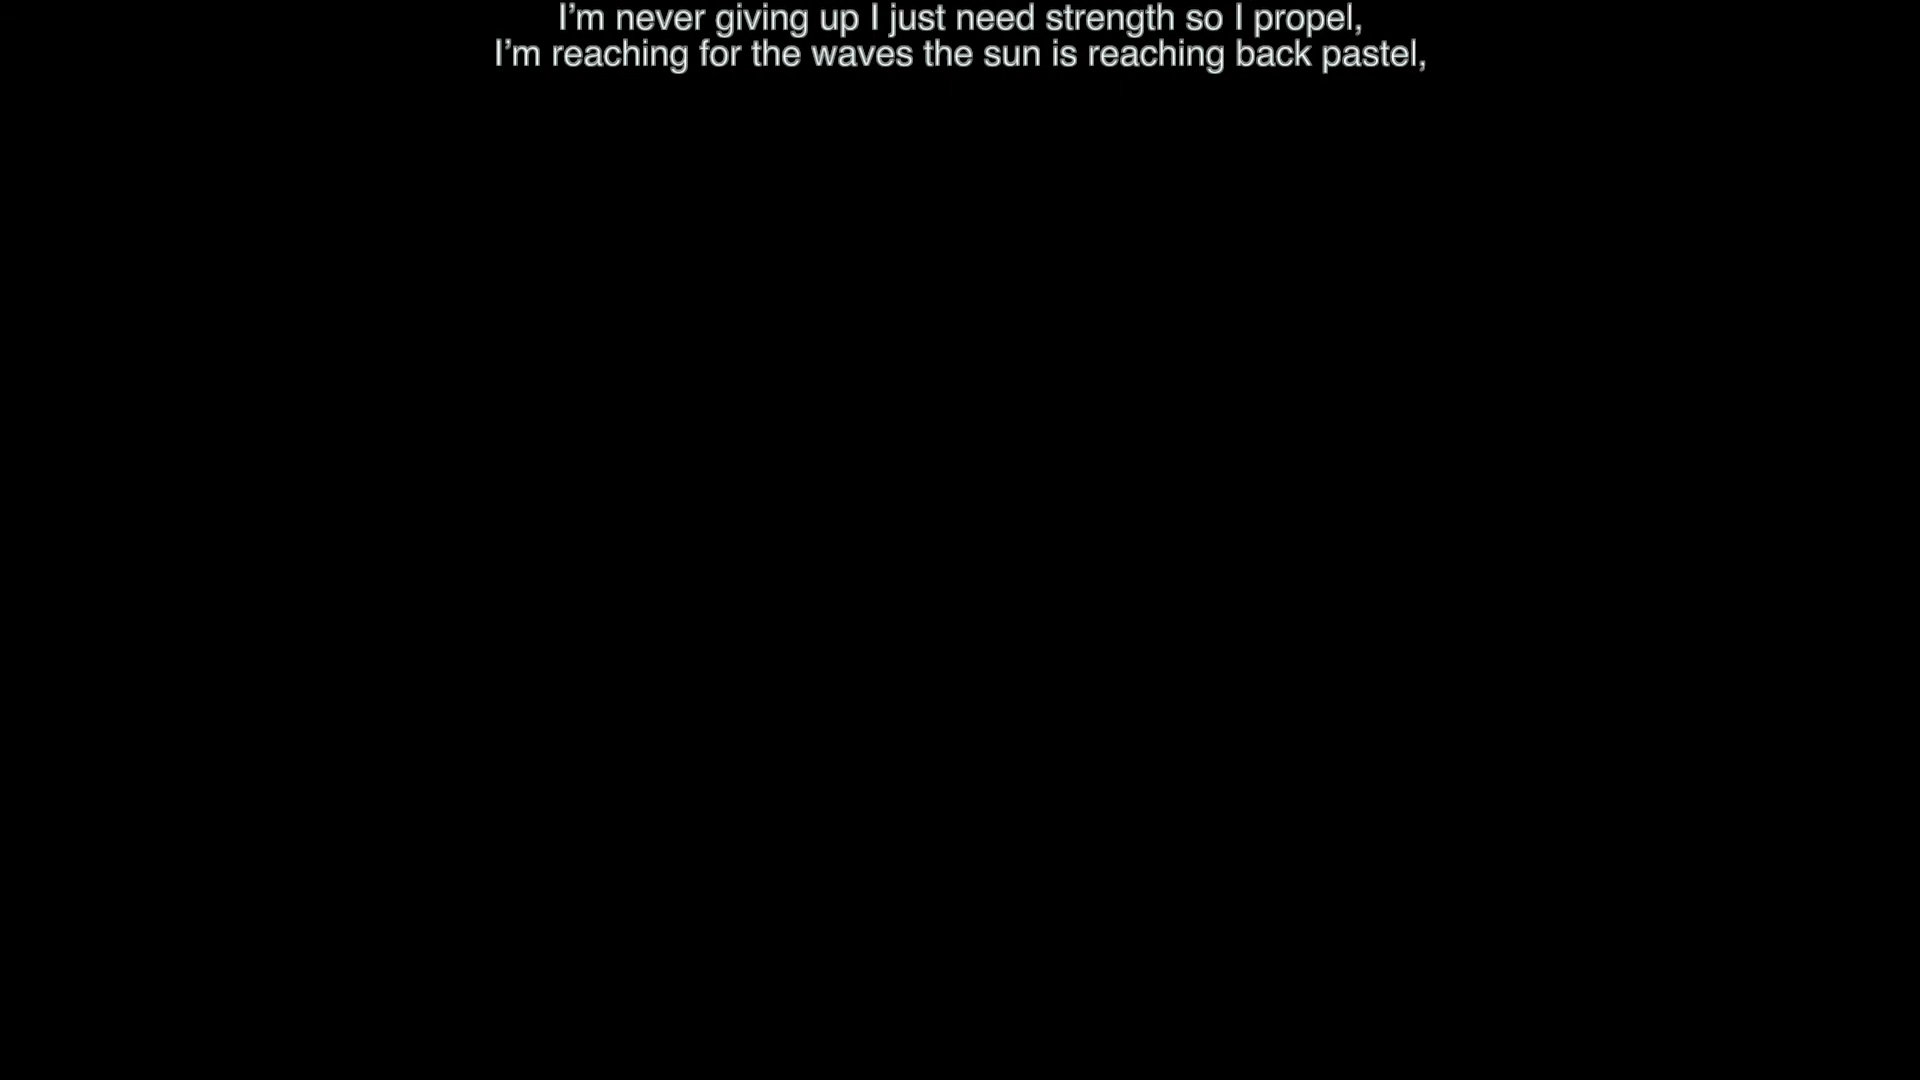 I’m never giving up I just need strength so I propel,
I’m reaching for the waves the sun is reaching back pastel,